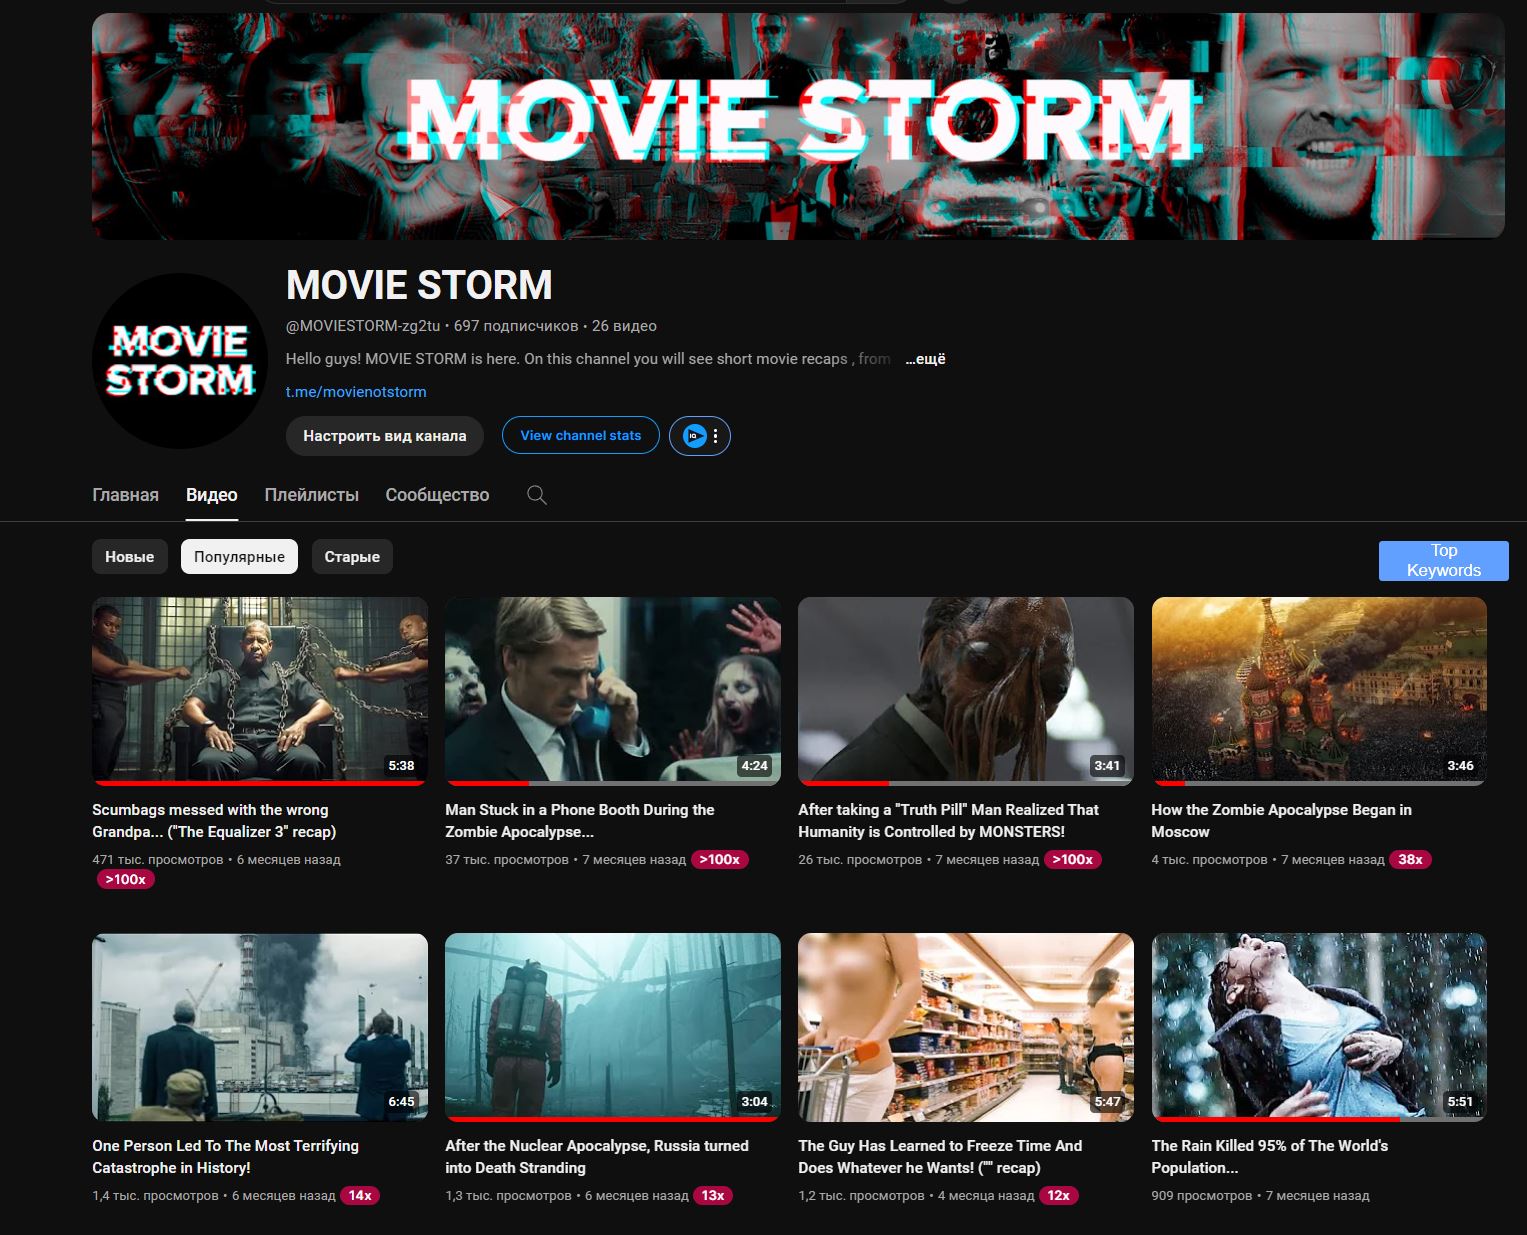 MOVIE STORM
MOVIE
STORM
MOVIE STORM
@MOVIESTORM-zg2tu • 697 подписчиков • 26 видео
Hello guys! MOVIE STORM is here. On this channel you will see short movie recaps , from ...ещё
t.me/movienotstorm
Настроить вид канала
View channel stats
IQ
Главная Видео Плейлисты Сообщество
Новые Популярные Старые
Top
Keywords
5:38
4:24
3:41
3:46
Scumbags messed with the wrong
Grandpa... ("The Equalizer 3" recap)
471 тыс. просмотров • 6 месяцев назад
>100x
Man Stuck in a Phone Booth During the
Zombie Apocalypse...
37 тыс. просмотров • 7 месяцев назад >100x
After taking a "Truth Pill" Man Realized That
Humanity is Controlled by MONSTERS!
26 тыс. просмотров • 7 месяцев назад >100x
How the Zombie Apocalypse Began in
Moscow
4 тыс. просмотров • 7 месяцев назад 38x
6:45
3:04
5:47
5:51
One Person Led To The Most Terrifying
Catastrophe in History!
1,4 тыс. просмотров • 6 месяцев назад 14x
After the Nuclear Apocalypse, Russia turned
into Death Stranding
1,3 тыс. просмотров • 6 месяцев назад 13x
The Guy Has Learned to Freeze Time And
Does Whatever he Wants! ("" recap)
1,2 тыс. просмотров • 4 месяца назад 12x
The Rain Killed 95% of The World's
Population...
909 просмотров • 7 месяцев назад